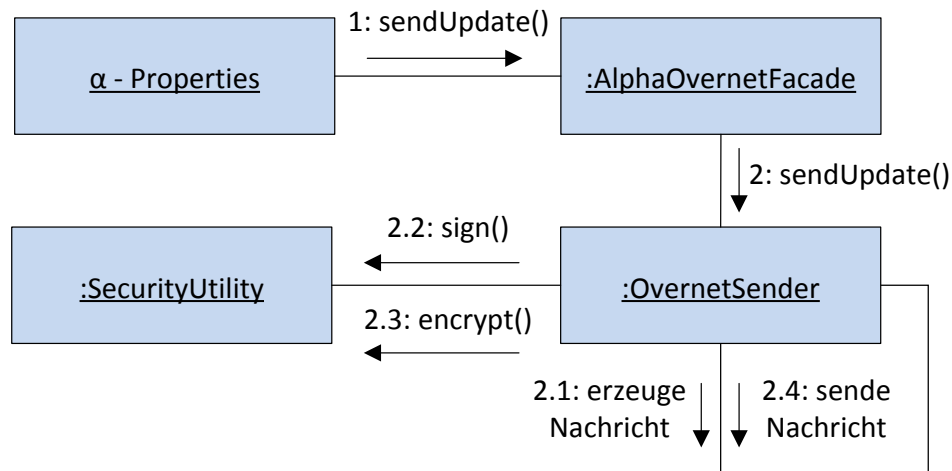 1: sendUpdate()
α - Properties
:AlphaOvernetFacade
2: sendUpdate()
2.2: sign()
:SecurityUtility
:OvernetSender
2.3: encrypt()
2.1: erzeuge
Nachricht
2.4: sende
Nachricht